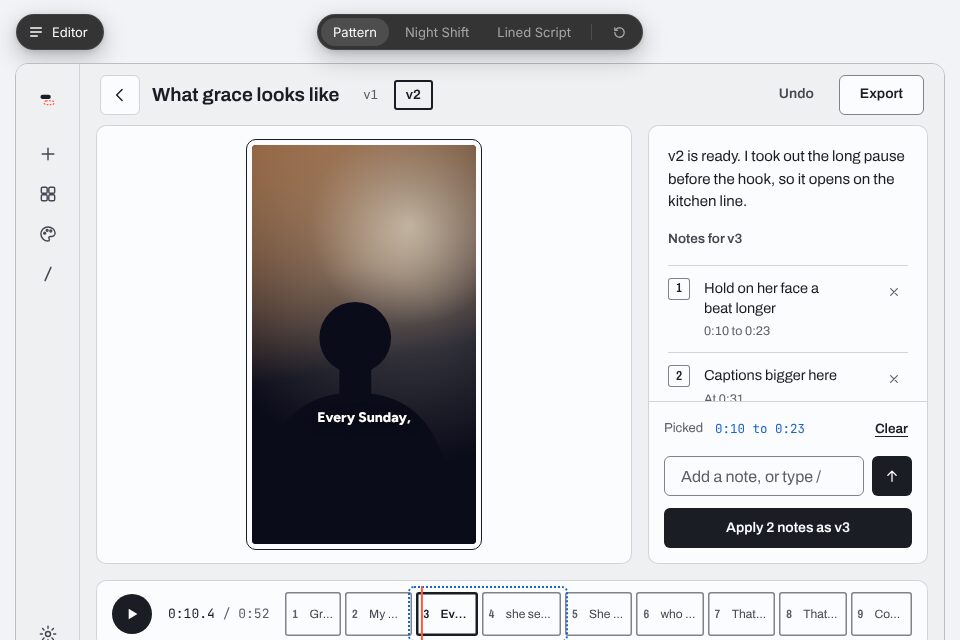 Editor
Pattern
Night Shift
Lined Script
What grace looks like
v1
v2
Undo
Export
Every Sunday,
v2 is ready. I took out the long pause
before the hook, so it opens on the
kitchen line.
Notes for v3
1
Hold on her face a
beat longer
0:10 to 0:23
2
Captions bigger here
At 0:31
Picked
0:10 to 0:23
Clear
Add a note, or type /
Apply 2 notes as v3
0:10.4 / 0:52
1 Gr...
2 My ...
3 Ev...
4 she se...
5 She ...
6 who ...
7 That...
8 That...
9 Co...